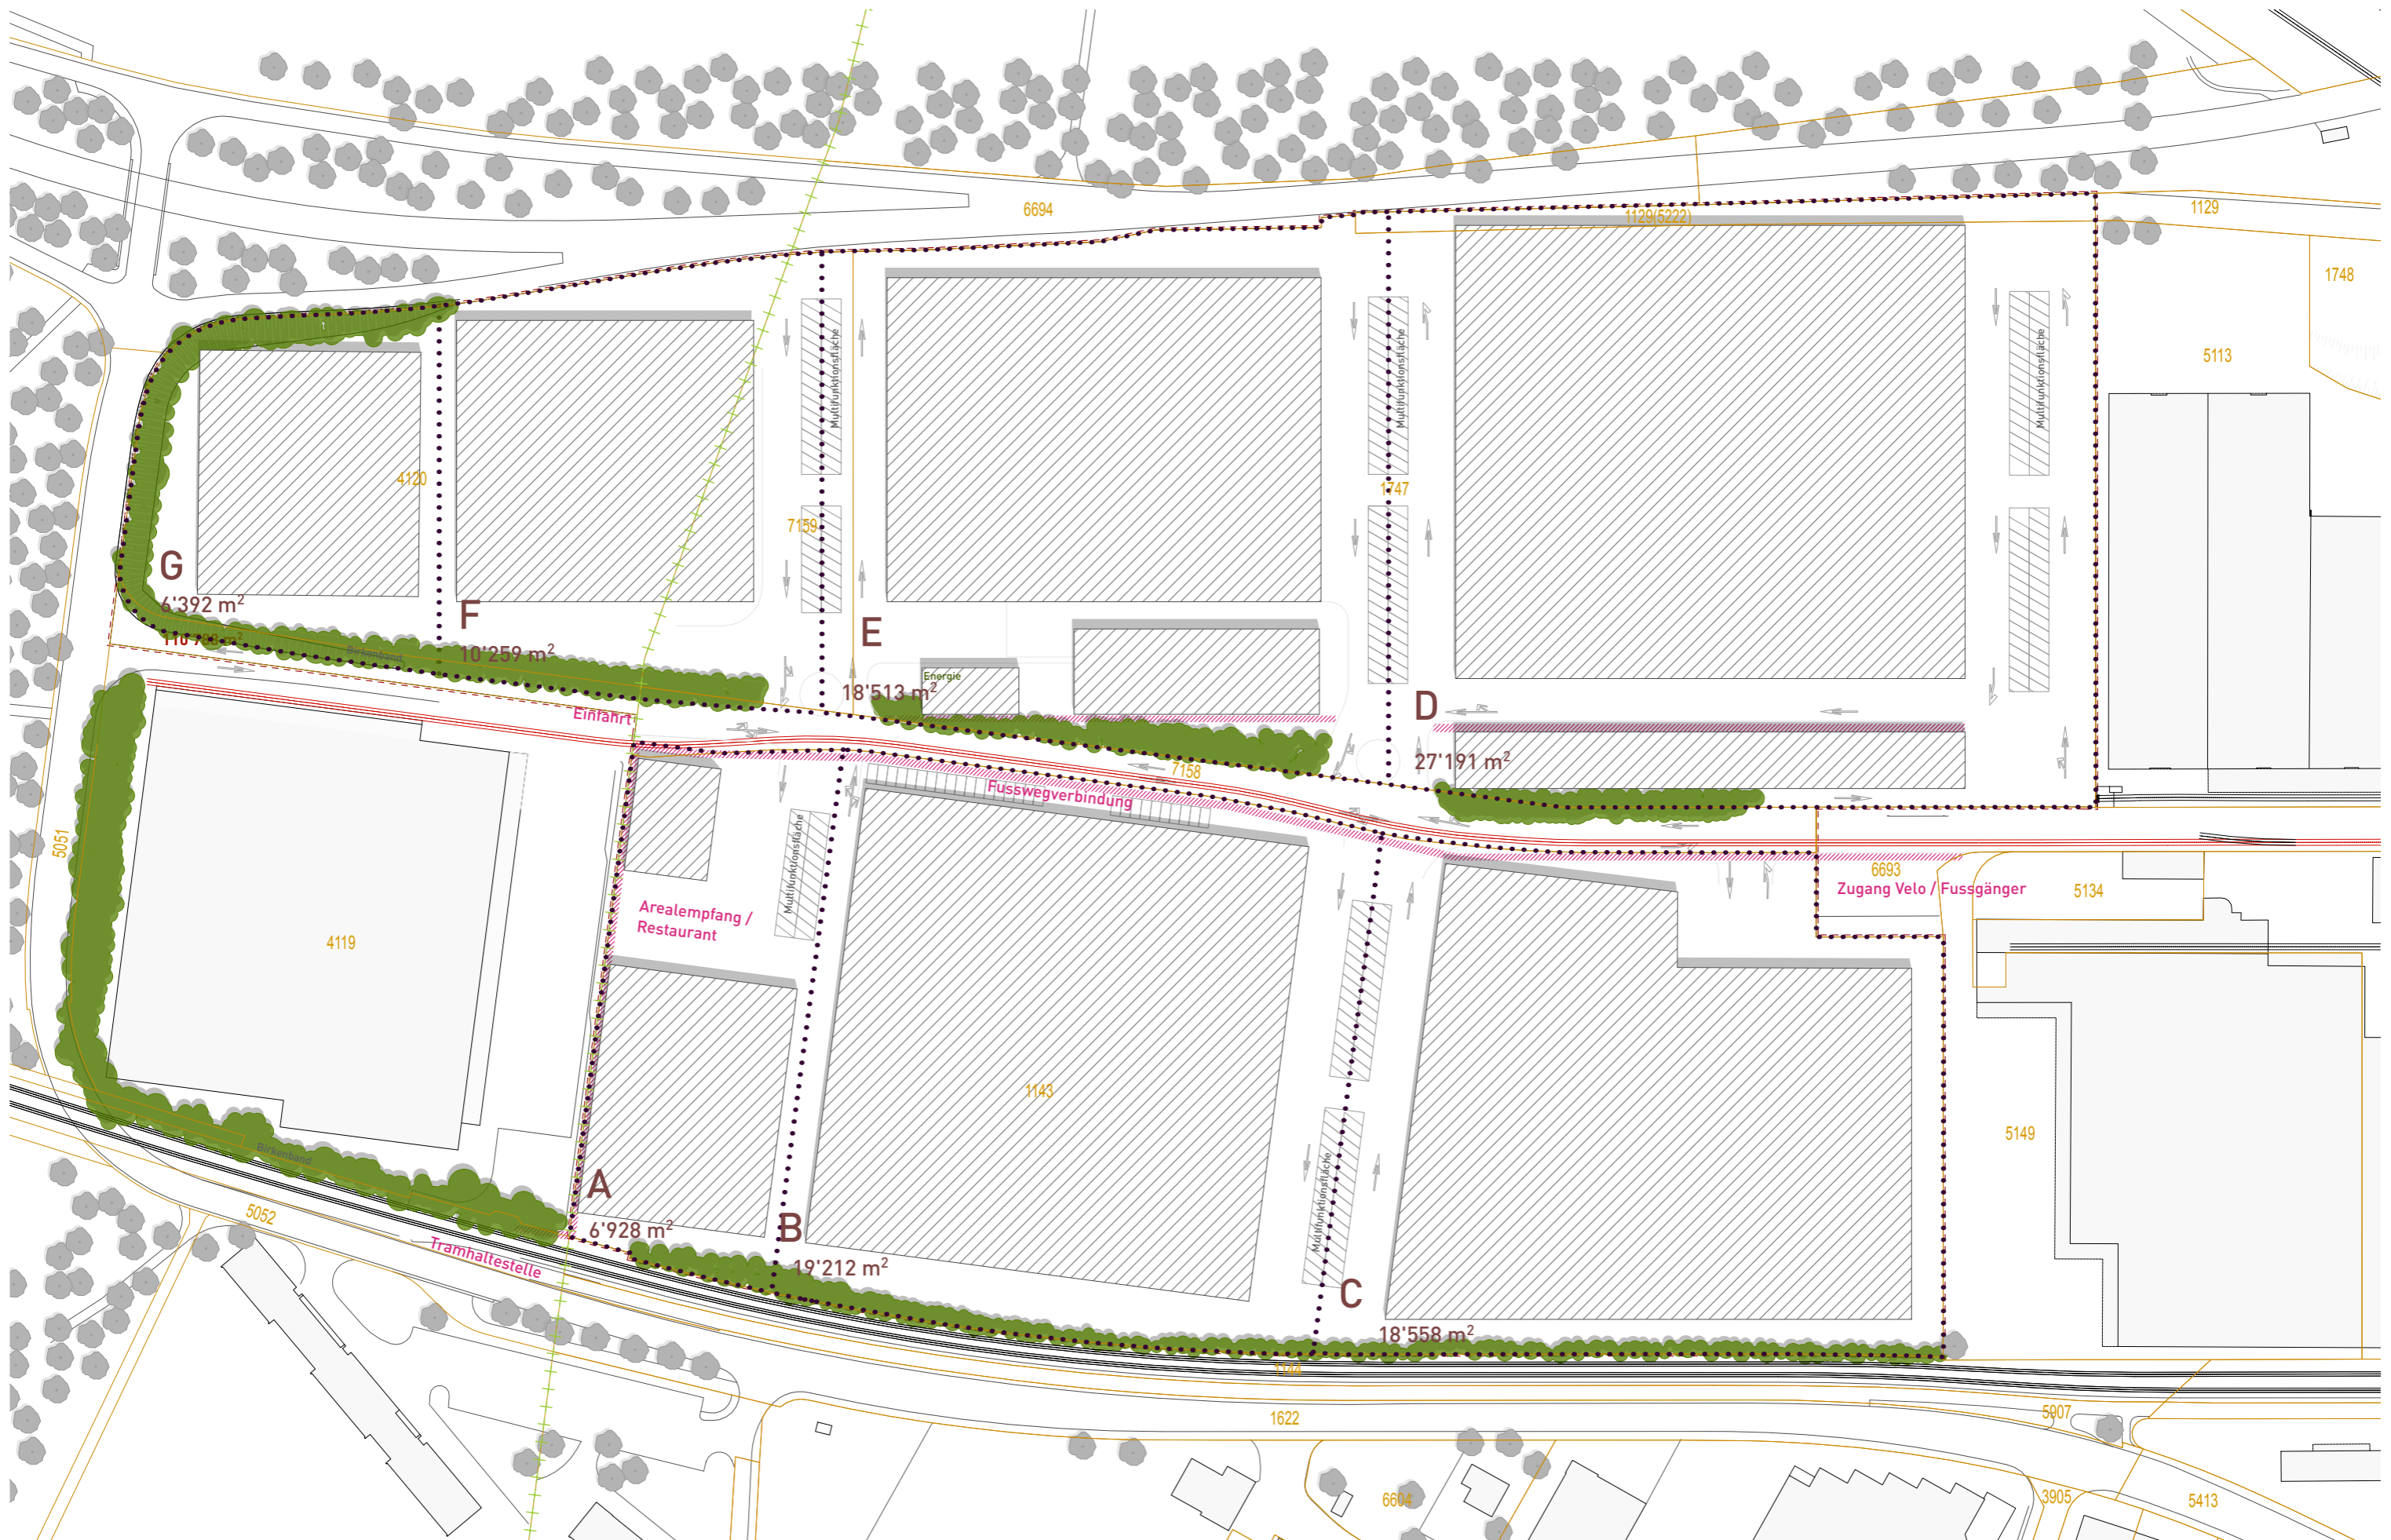 6694
1129(5222)
1129
1748
5113
Multifunktionsfläche
Multifunktionsfläche
Multifunktionsfläche
4120
7159
1747
G
6'392 m²
F
10'259 m²
E
18'513 m²
Energie
Birkenband
Einfahrt
D
27'191 m²
7158
Fusswegverbindung
6693
Zugang Velo / Fussgänger
5134
5051
4119
Arealempfang /
Restaurant
Multifunktionsfläche
1143
5149
Multifunktionsfläche
Birkenband
A
6'928 m²
B
19'212 m²
C
18'558 m²
5052
Tramhaltestelle
1144
1622
5907
6604
3905
5413